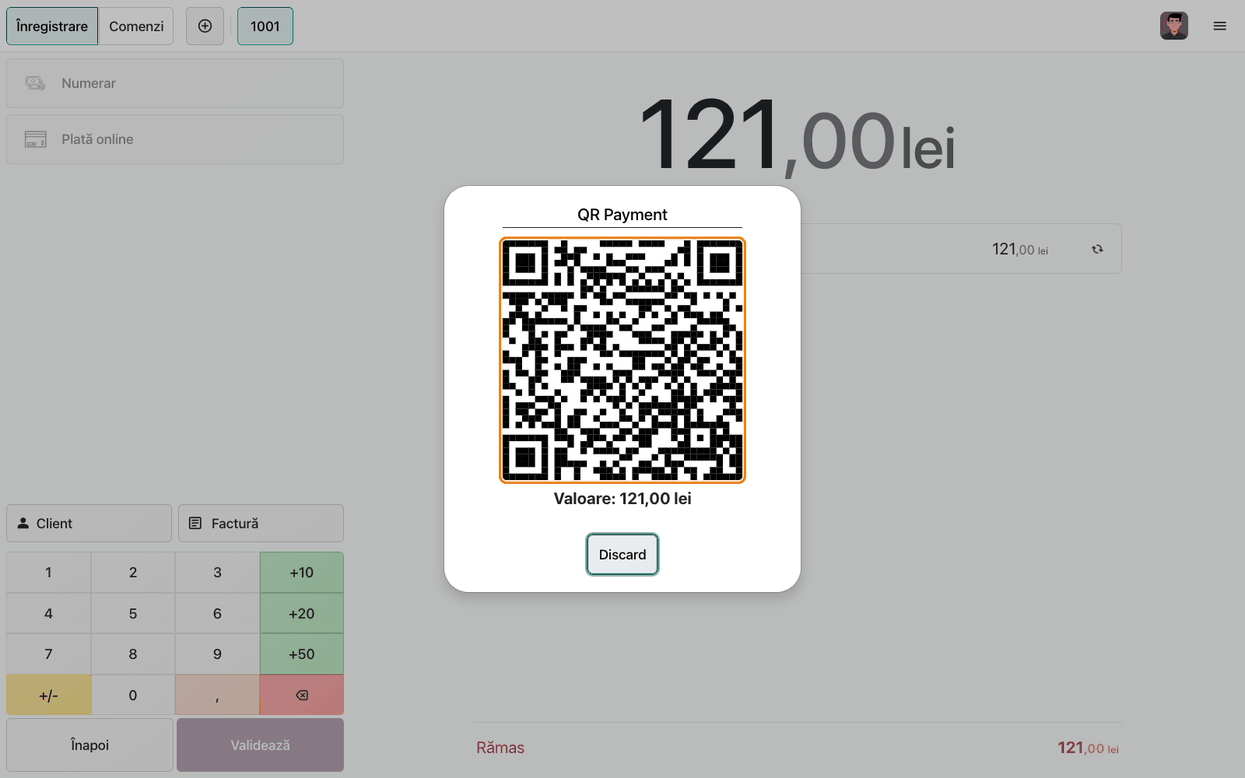 Înregistrare
Comenzi
1001
Numerar
Plată online
121,00 lei
121,00 lei
QR Payment
Valoare: 121,00 lei
Discard
Client
Factură
1 2 3 +10
4 5 6 +20
7 8 9 +50
+/- 0 ,
Înapoi
Validează
Rămas
121,00 lei